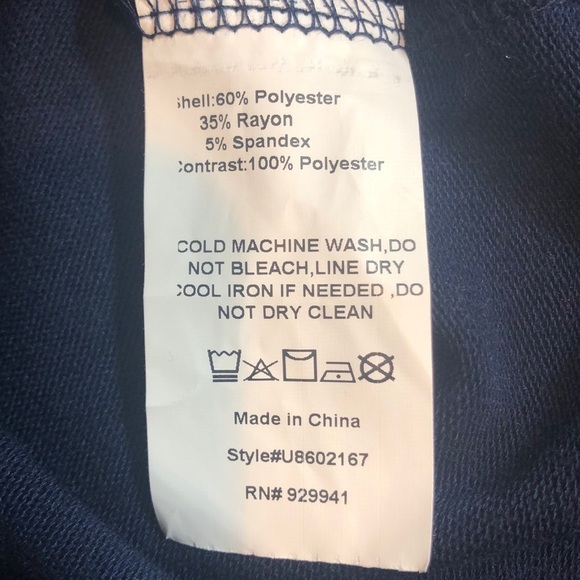 Shell:60% Polyester
35% Rayon
5% Spandex
Contrast:100% Polyester
COLD MACHINE WASH,DO
NOT BLEACH,LINE DRY
COOL IRON IF NEEDED ,DO
NOT DRY CLEAN
Made in China
Style#U8602167
RN# 929941